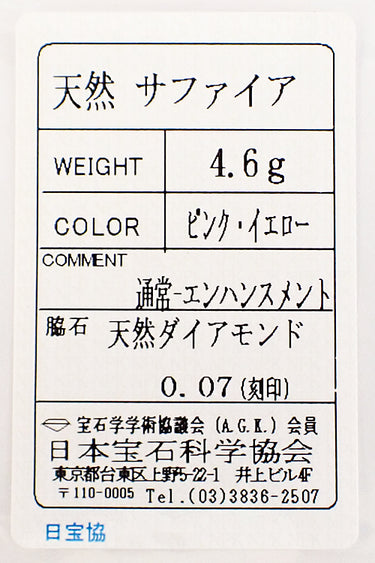 天然 サファイア
WEIGHT 4.6g
COLOR ピンク・イエロー
COMMENT
通常-エンハンスメント
脇石 天然ダイアモンド
0.07(刻印)
宝石学学術協議会(A.G.K.)会員
日本宝石科学協会
東京都台東区上野5-22-1 井上ビル4F
〒110-0005 Tel.(03)3836-2507
日宝協